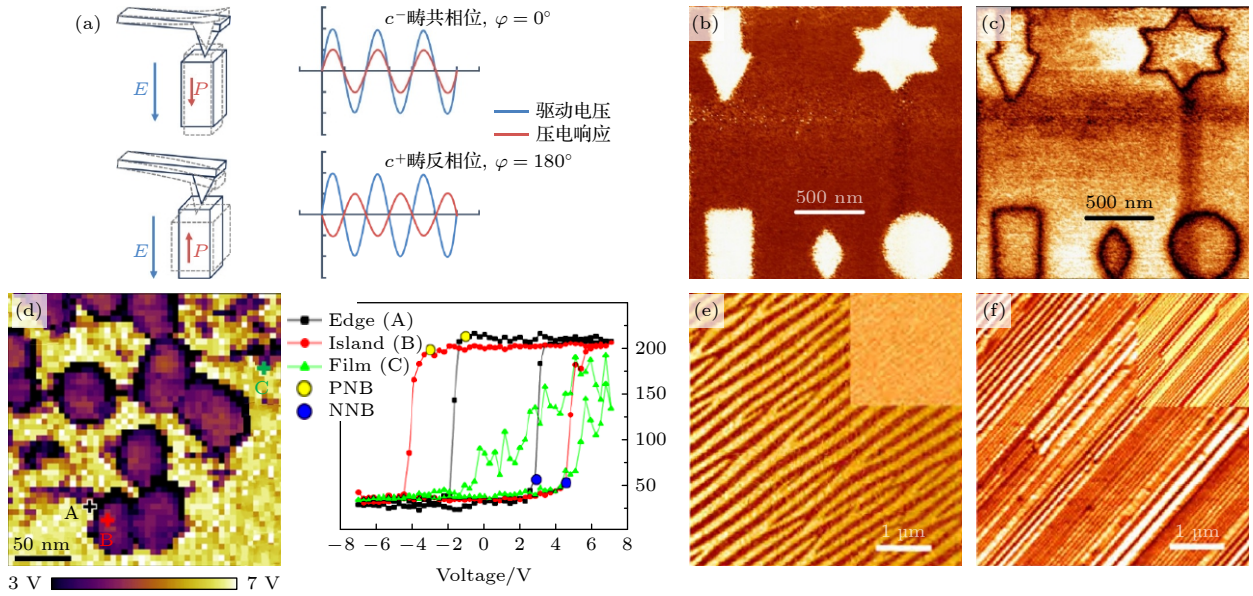 (a)
c⁻畴共相位, φ = 0°
E
P
驱动电压
压电响应
c⁺畴反相位, φ = 180°
E
P
(b)
500 nm
(c)
500 nm
(d)
A
B
C
50 nm
3 V
7 V
Edge (A)
Island (B)
Film (C)
PNB
NNB
200
150
100
50
−8 −6 −4 −2 0 2 4 6 8
Voltage/V
(e)
1 μm
(f)
1 μm